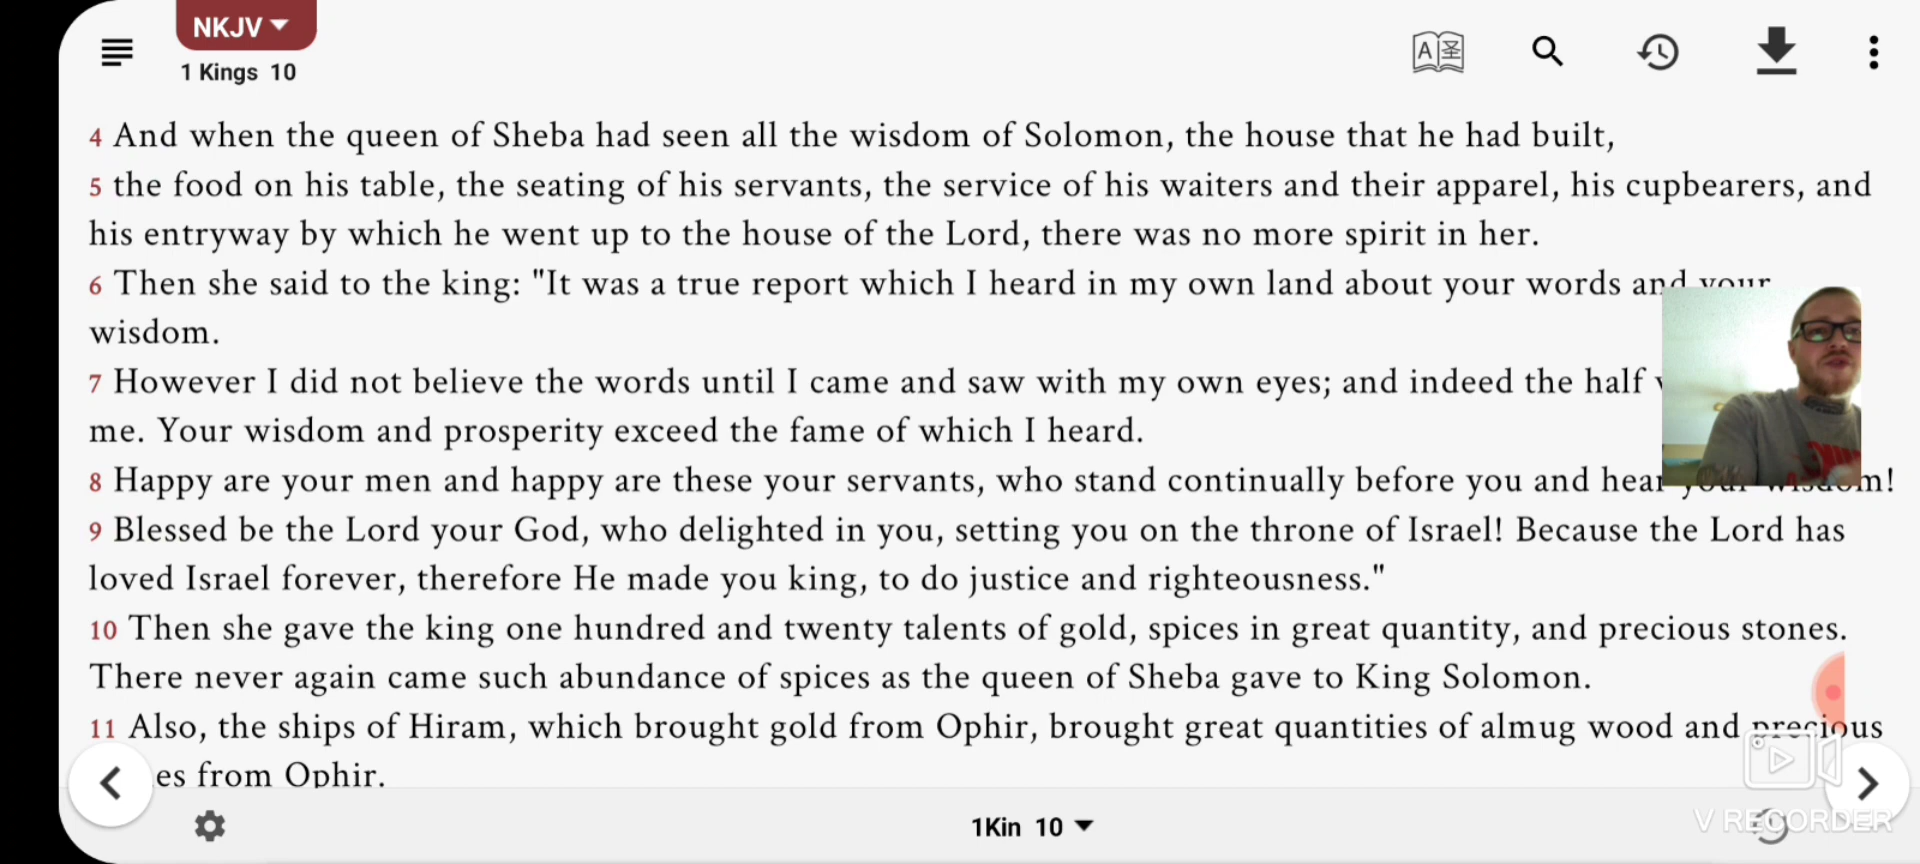 NKJV
1 Kings 10
A 圣
4 And when the queen of Sheba had seen all the wisdom of Solomon, the house that he had built,
5 the food on his table, the seating of his servants, the service of his waiters and their apparel, his cupbearers, and
his entryway by which he went up to the house of the Lord, there was no more spirit in her.
6 Then she said to the king: "It was a true report which I heard in my own land about your words and your
wisdom.
7 However I did not believe the words until I came and saw with my own eyes; and indeed the half
me. Your wisdom and prosperity exceed the fame of which I heard.
8 Happy are your men and happy are these your servants, who stand continually before you and hear your wisdom!
9 Blessed be the Lord your God, who delighted in you, setting you on the throne of Israel! Because the Lord has
loved Israel forever, therefore He made you king, to do justice and righteousness."
10 Then she gave the king one hundred and twenty talents of gold, spices in great quantity, and precious stones.
There never again came such abundance of spices as the queen of Sheba gave to King Solomon.
11 Also, the ships of Hiram, which brought gold from Ophir, brought great quantities of almug wood and precious
es from Ophir.
1Kin 10
V RECORDER